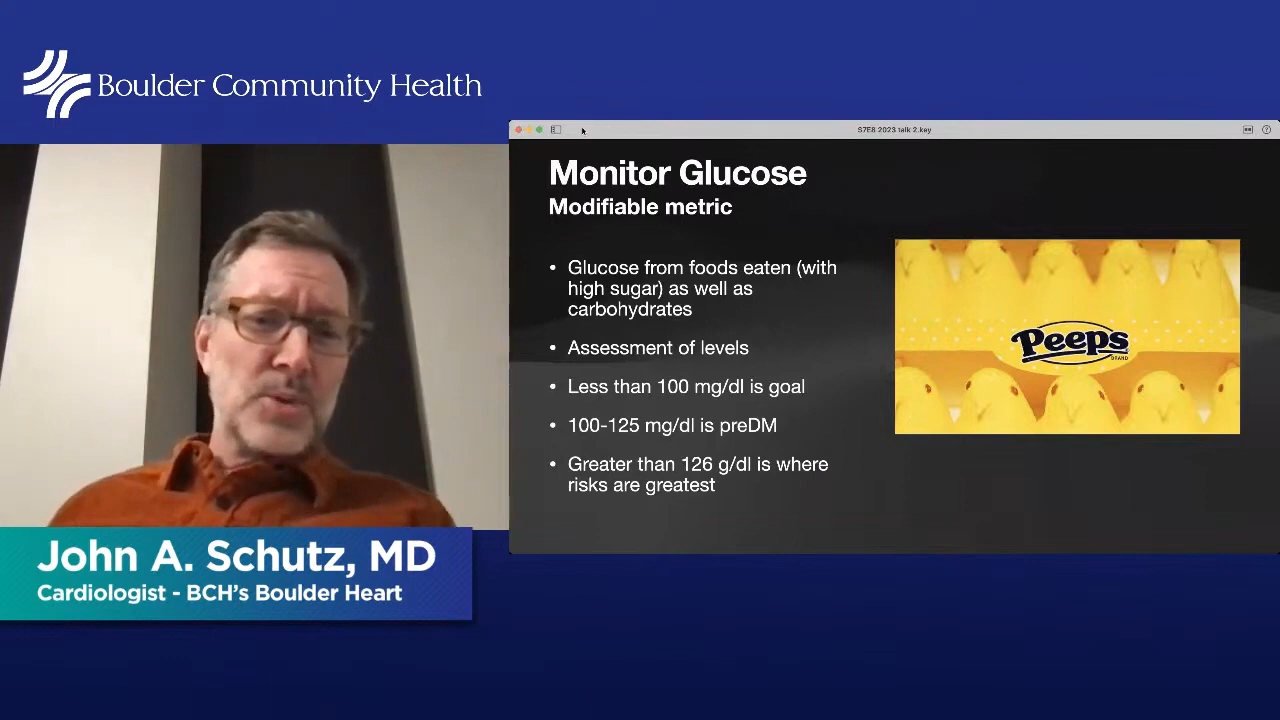 Boulder Community Health
S7E8 2023 talk 2.key
Monitor Glucose
Modifiable metric
• Glucose from foods eaten (with
high sugar) as well as
carbohydrates
• Assessment of levels
• Less than 100 mg/dl is goal
• 100-125 mg/dl is preDM
• Greater than 126 g/dl is where
risks are greatest
Peeps
BRAND
John A. Schutz, MD
Cardiologist - BCH's Boulder Heart